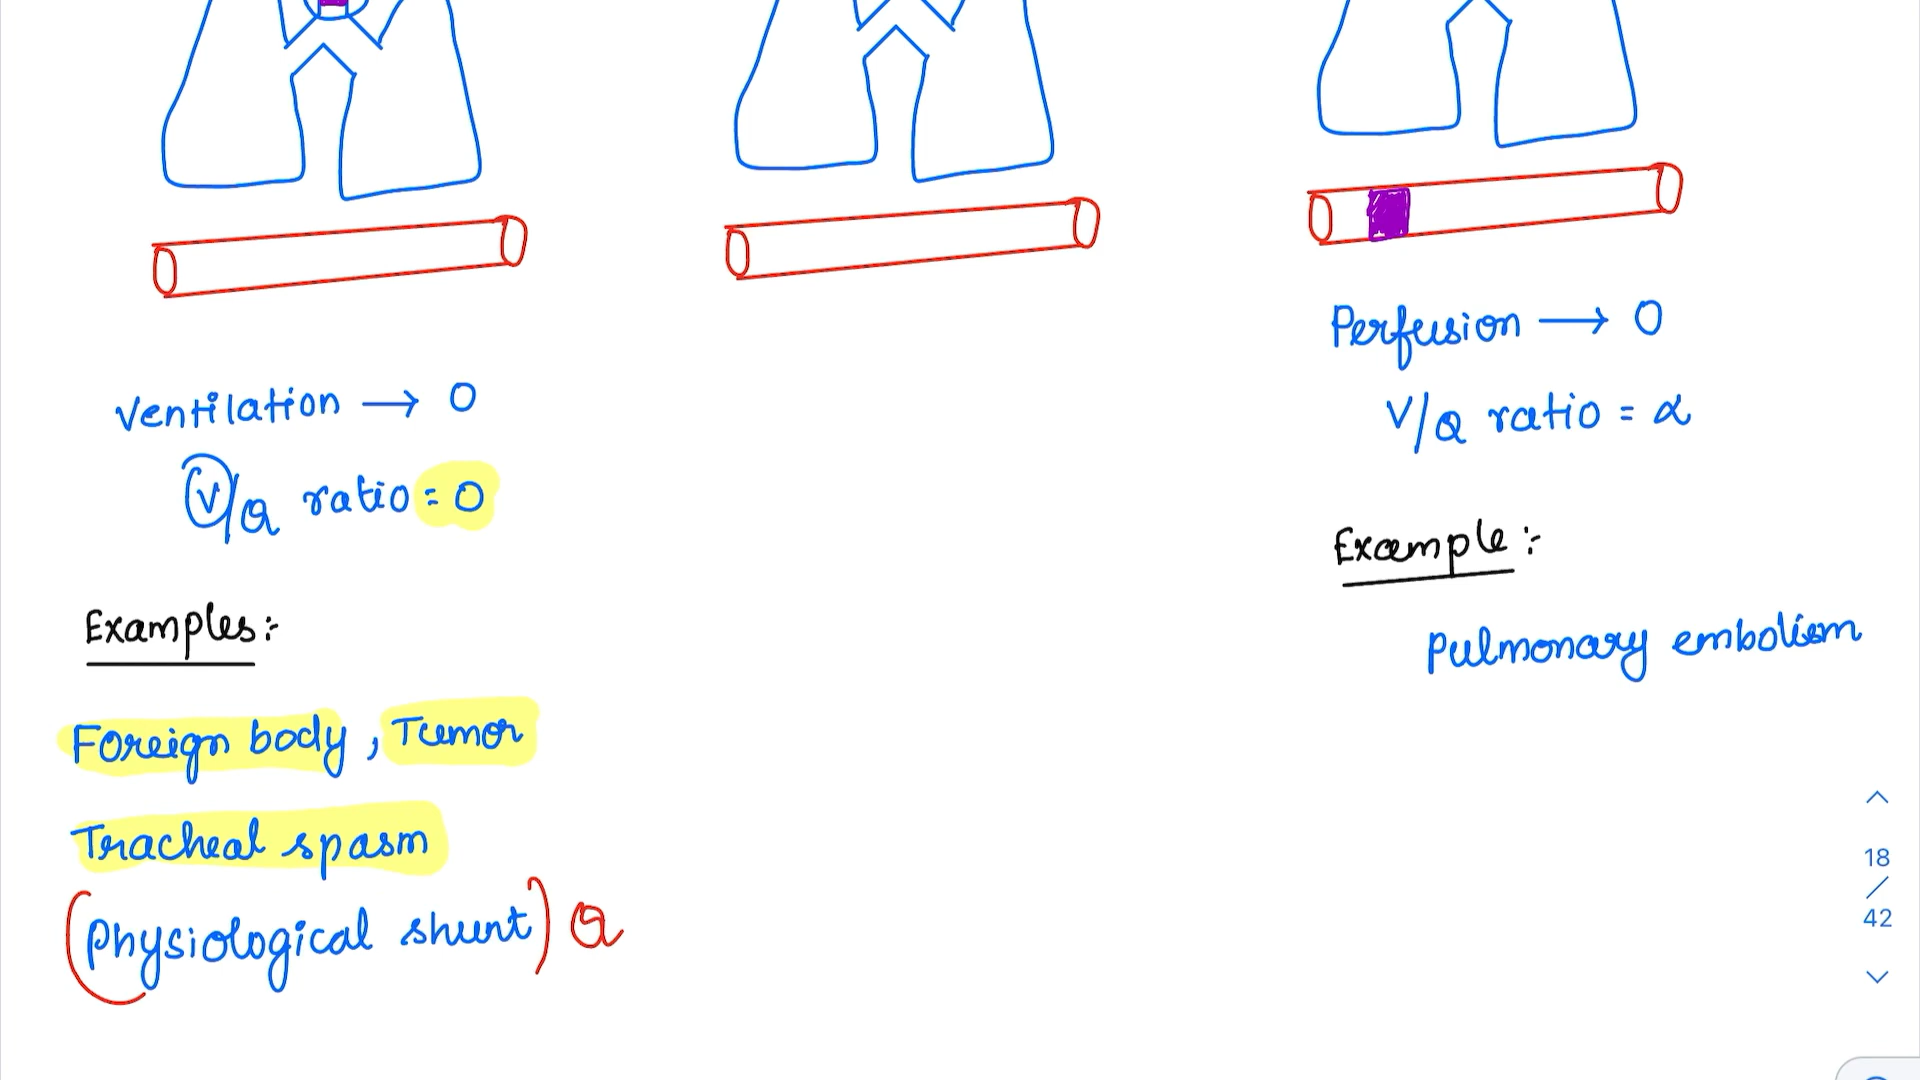 Ventilation → 0
V/Q ratio = 0
Examples:-
Foreign body, Tumor
Tracheal spasm
(Physiological shunt) Q
Perfusion → 0
V/Q ratio = α
Example :-
Pulmonary embolism
18
/
42